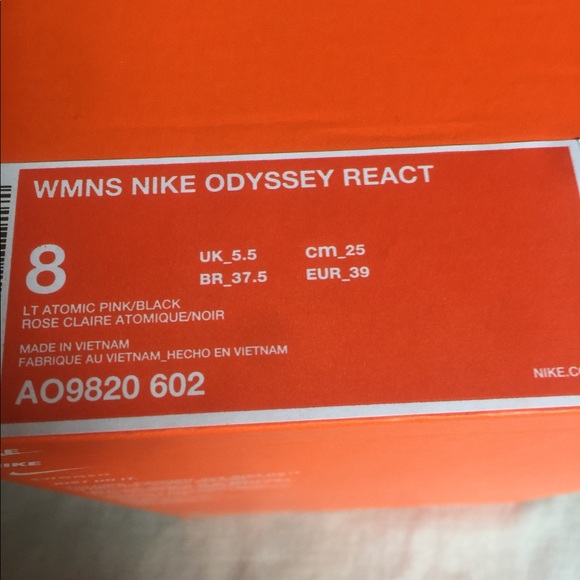 WMNS NIKE ODYSSEY REACT
8
UK_5.5 cm_25
BR_37.5 EUR_39
LT ATOMIC PINK/BLACK
ROSE CLAIRE ATOMIQUE/NOIR
MADE IN VIETNAM
FABRIQUE AU VIETNAM_HECHO EN VIETNAM
AO9820 602
NIKE.CO
NIKE